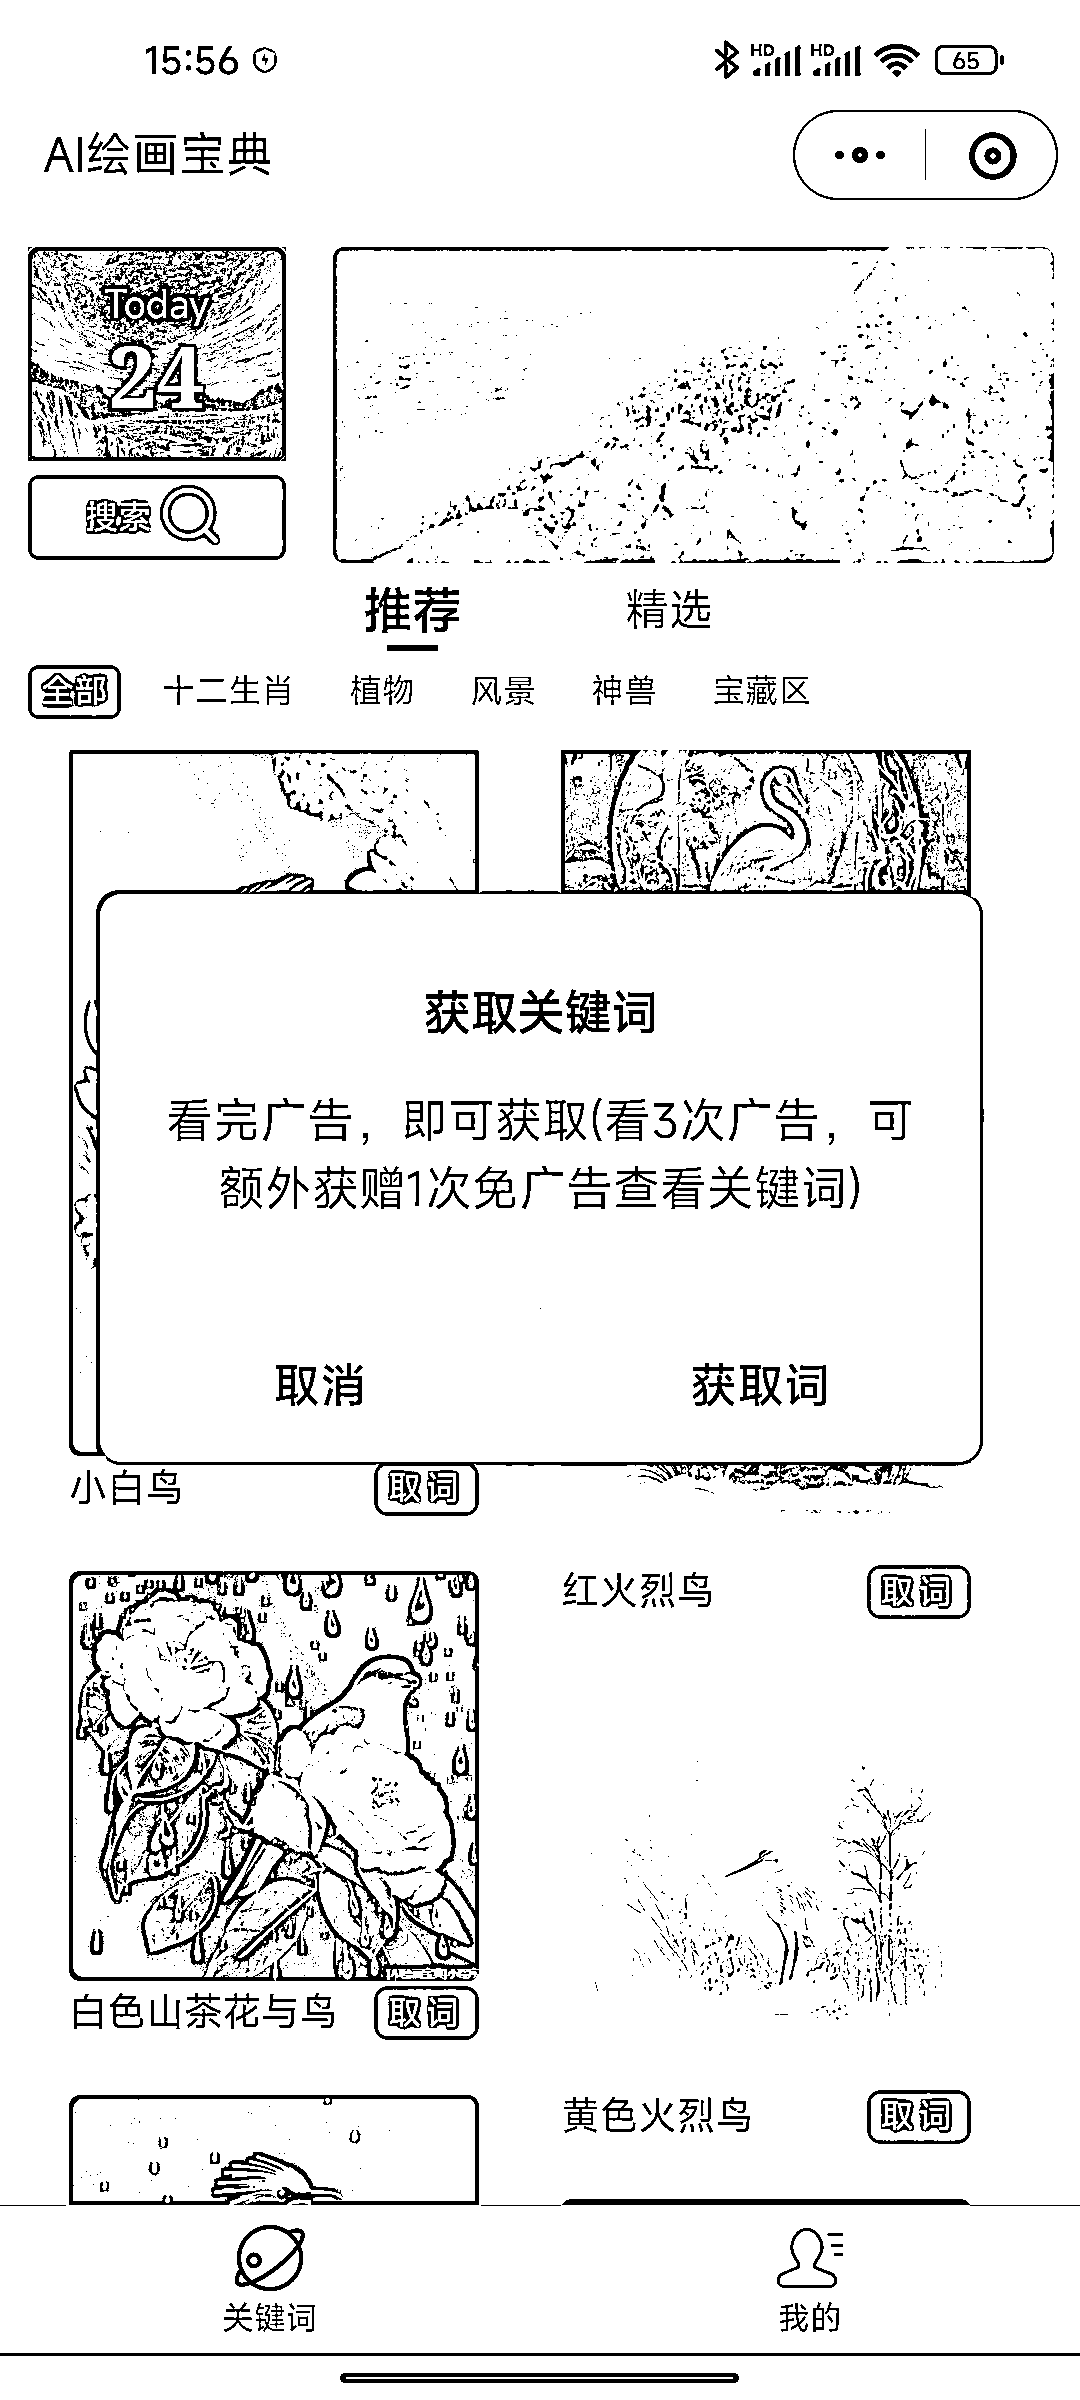 15:56
HD HD 65
AI绘画宝典
Today
24
搜索
推荐 精选
全部 十二生肖 植物 风景 神兽 宝藏区
获取关键词
看完广告，即可获取(看3次广告，可
额外获赠1次免广告查看关键词)
取消 获取词
小白鸟 取词
红火烈鸟 取词
白色山茶花与鸟 取词
黄色火烈鸟 取词
关键词 我的